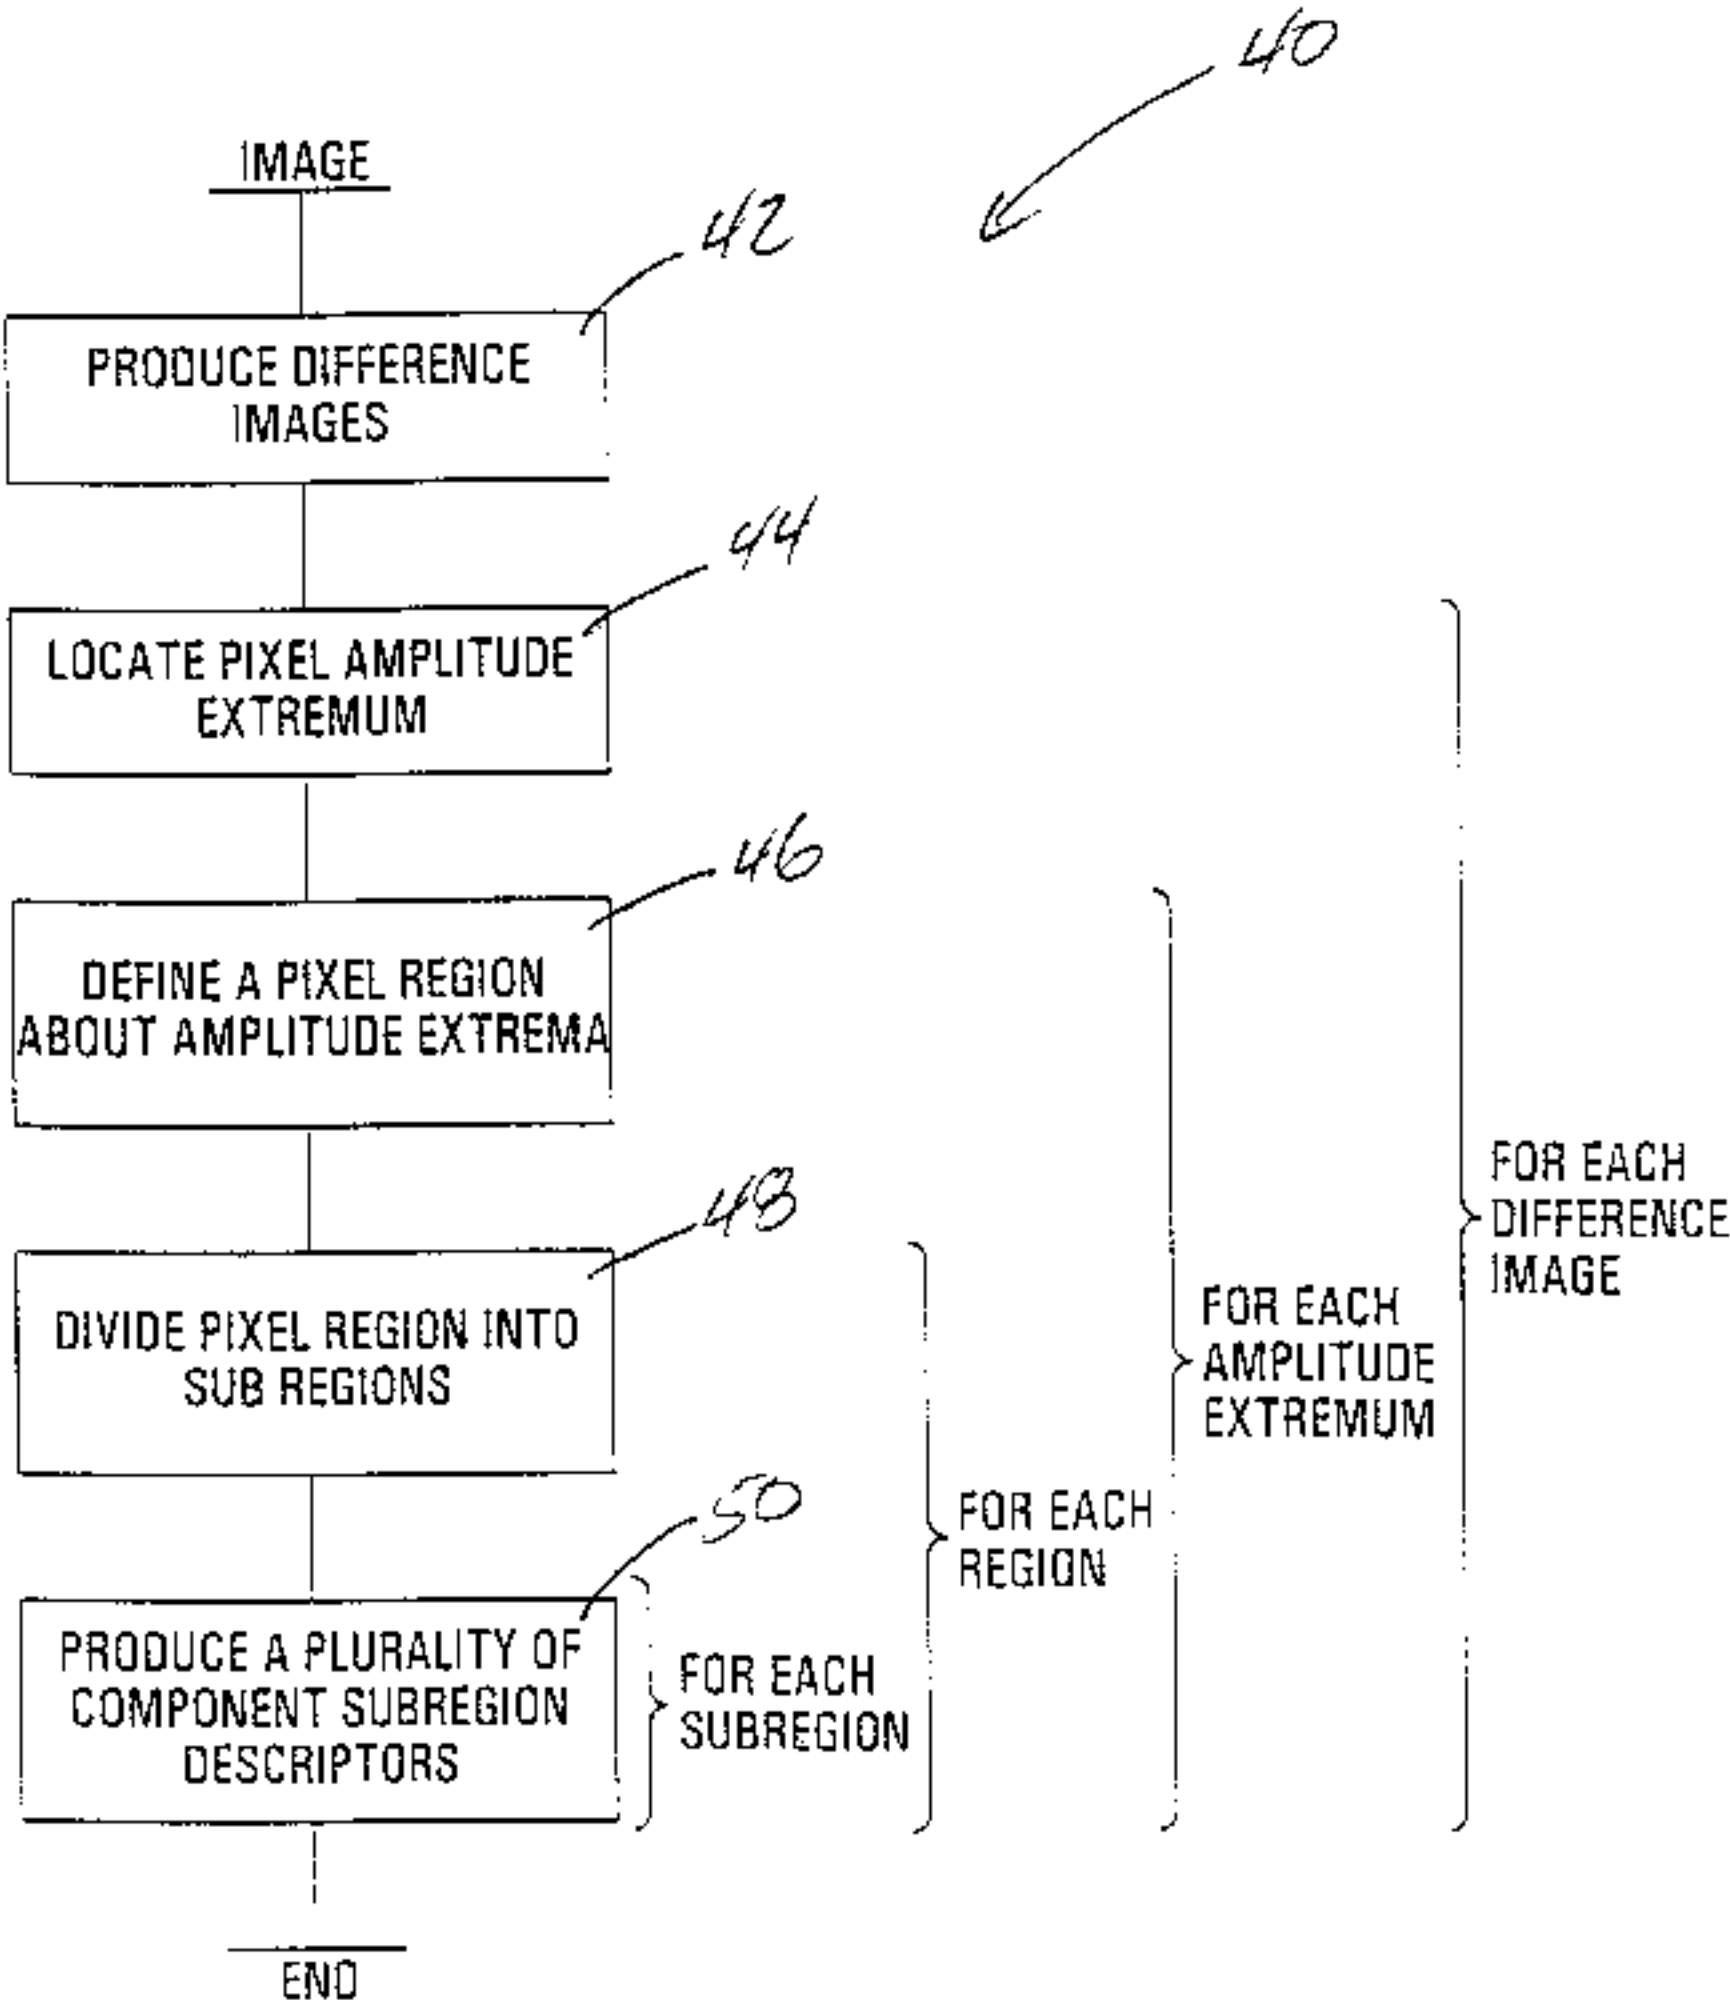 40
IMAGE
42
PRODUCE DIFFERENCE
IMAGES
44
LOCATE PIXEL AMPLITUDE
EXTREMUM
46
DEFINE A PIXEL REGION
ABOUT AMPLITUDE EXTREMA
48
DIVIDE PIXEL REGION INTO
SUB REGIONS
50
PRODUCE A PLURALITY OF
COMPONENT SUBREGION
DESCRIPTORS
FOR EACH
SUBREGION
FOR EACH
REGION
FOR EACH
AMPLITUDE
EXTREMUM
FOR EACH
DIFFERENCE
IMAGE
END